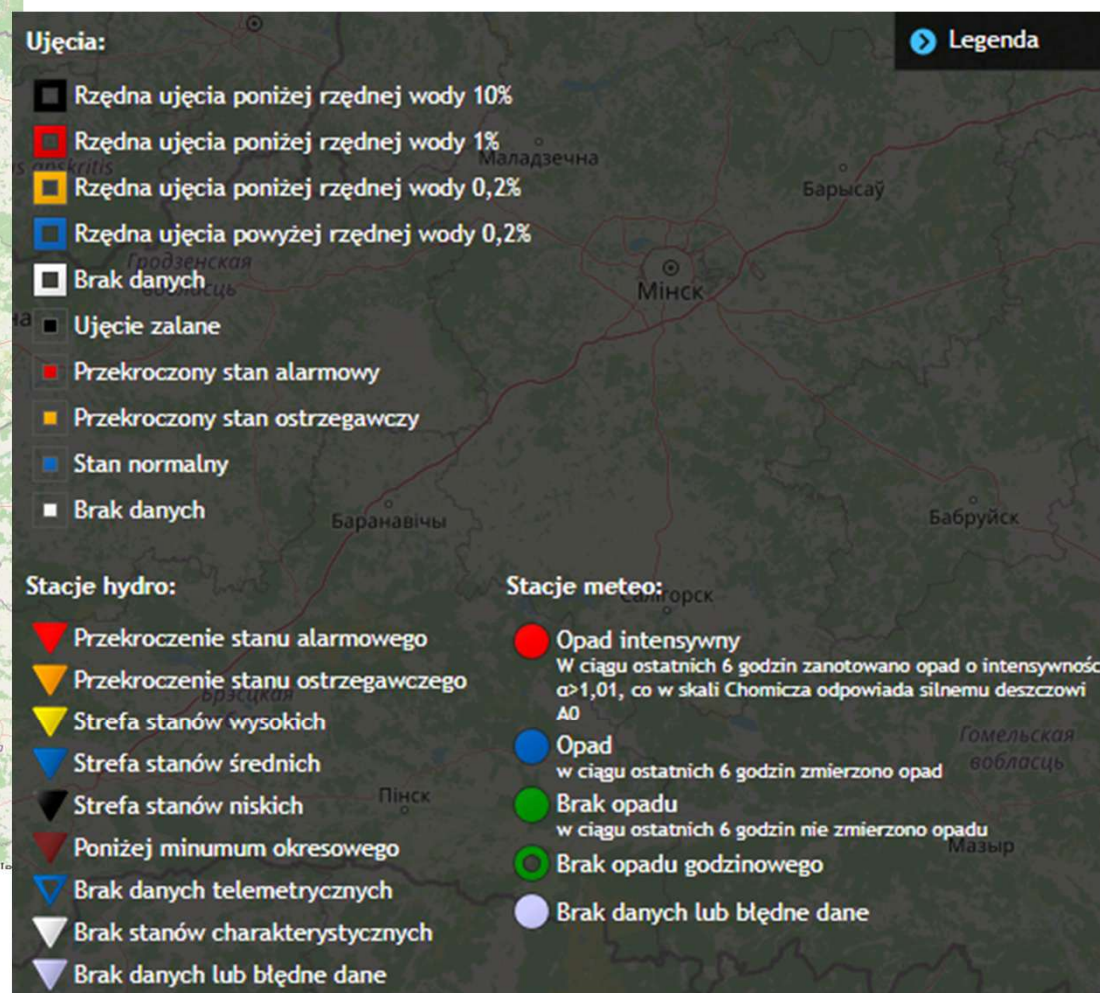 Ujęcia:
Legenda
Rzędna ujęcia poniżej rzędnej wody 10%
Rzędna ujęcia poniżej rzędnej wody 1%
Маладзечна
Rzędna ujęcia poniżej rzędnej wody 0,2%
Барысаў
Rzędna ujęcia powyżej rzędnej wody 0,2%
Гродзенская
вобласць
Brak danych
Мінск
Ujęcie zalane
Przekroczony stan alarmowy
Przekroczony stan ostrzegawczy
Stan normalny
Brak danych
Баранавічы
Бабруйск
Stacje hydro:
Przekroczenie stanu alarmowego
Przekroczenie stanu ostrzegawczego
Брэсцкая
Strefa stanów wysokich
Strefa stanów średnich
Strefa stanów niskich
Пінск
Poniżej minumum okresowego
Brak danych telemetrycznych
Brak stanów charakterystycznych
Brak danych lub błędne dane
Stacje meteo:
Салігорск
Opad intensywny
W ciągu ostatnich 6 godzin zanotowano opad o intensywnośc
α>1,01, co w skali Chomicza odpowiada silnemu deszczowi
A0
Opad
w ciągu ostatnich 6 godzin zmierzono opad
Гомельская
вобласць
Brak opadu
w ciągu ostatnich 6 godzin nie zmierzono opadu
Мазыр
Brak opadu godzinowego
Brak danych lub błędne dane